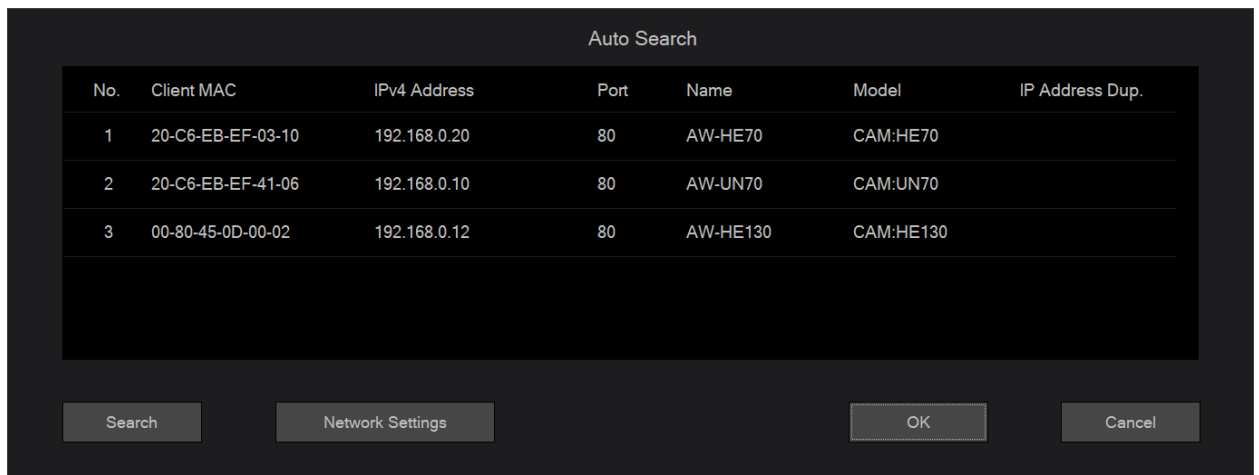 Auto Search
No. Client MAC IPv4 Address Port Name Model IP Address Dup.
1 20-C6-EB-EF-03-10 192.168.0.20 80 AW-HE70 CAM:HE70
2 20-C6-EB-EF-41-06 192.168.0.10 80 AW-UN70 CAM:UN70
3 00-80-45-0D-00-02 192.168.0.12 80 AW-HE130 CAM:HE130
Search Network Settings OK Cancel